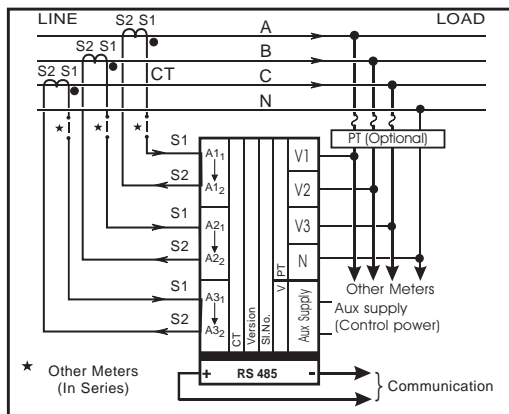 LINE LOAD
S2 S1 A
S2 S1 B
S2 S1 CT C
N
★ ★ ★
PT (Optional)
S1 A1₁ V1
S2 A1₂
V2
S1 A2₁
V3
S2 A2₂
N
S1 A3₁
S2 A3₂
CT
Version
Sl.No.
V PT
Aux Supply
Other Meters
Aux supply
(Control power)
★ Other Meters
(In Series)
+ RS 485 -
Communication